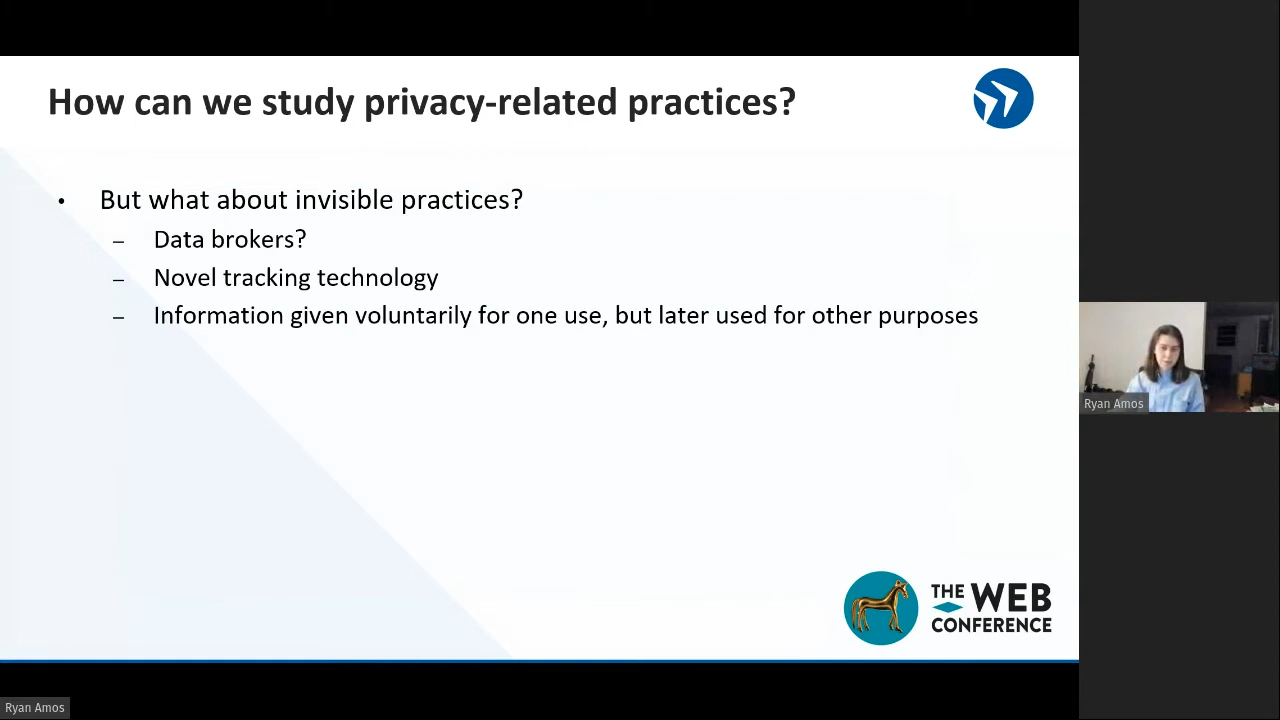 How can we study privacy-related practices?
• But what about invisible practices?
– Data brokers?
– Novel tracking technology
– Information given voluntarily for one use, but later used for other purposes
Ryan Amos
THE WEB
CONFERENCE
Ryan Amos